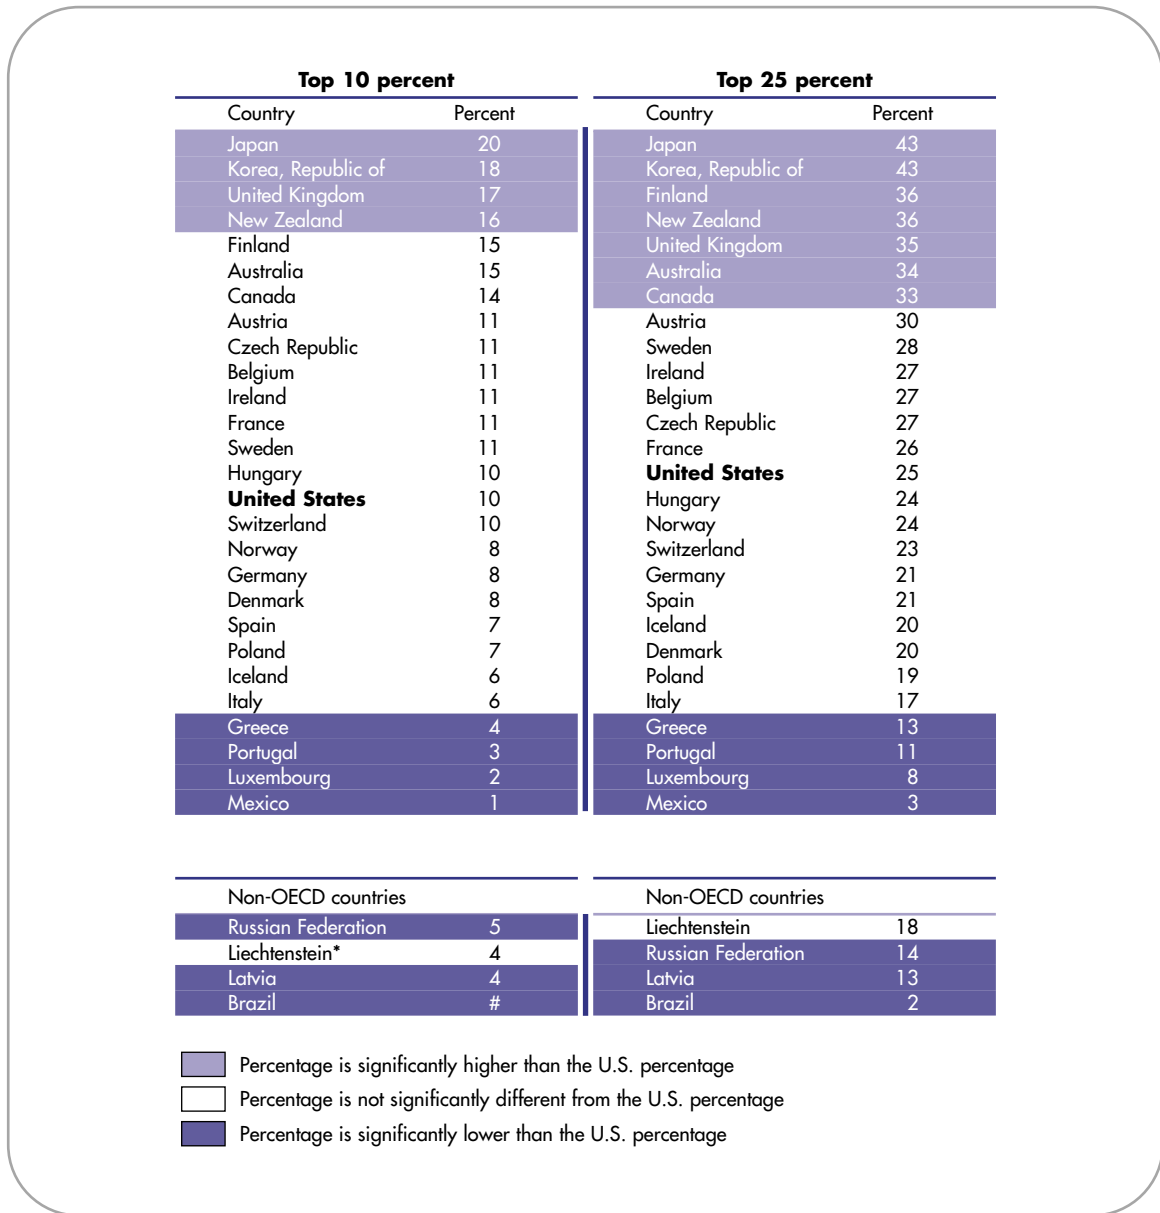 Top 10 percent
Country Percent
Japan 20
Korea, Republic of 18
United Kingdom 17
New Zealand 16
Finland 15
Australia 15
Canada 14
Austria 11
Czech Republic 11
Belgium 11
Ireland 11
France 11
Sweden 11
Hungary 10
United States 10
Switzerland 10
Norway 8
Germany 8
Denmark 8
Spain 7
Poland 7
Iceland 6
Italy 6
Greece 4
Portugal 3
Luxembourg 2
Mexico 1
Non-OECD countries
Russian Federation 5
Liechtenstein* 4
Latvia 4
Brazil #
Top 25 percent
Country Percent
Japan 43
Korea, Republic of 43
Finland 36
New Zealand 36
United Kingdom 35
Australia 34
Canada 33
Austria 30
Sweden 28
Ireland 27
Belgium 27
Czech Republic 27
France 26
United States 25
Hungary 24
Norway 24
Switzerland 23
Germany 21
Spain 21
Iceland 20
Denmark 20
Poland 19
Italy 17
Greece 13
Portugal 11
Luxembourg 8
Mexico 3
Non-OECD countries
Liechtenstein 18
Russian Federation 14
Latvia 13
Brazil 2
Percentage is significantly higher than the U.S. percentage
Percentage is not significantly different from the U.S. percentage
Percentage is significantly lower than the U.S. percentage